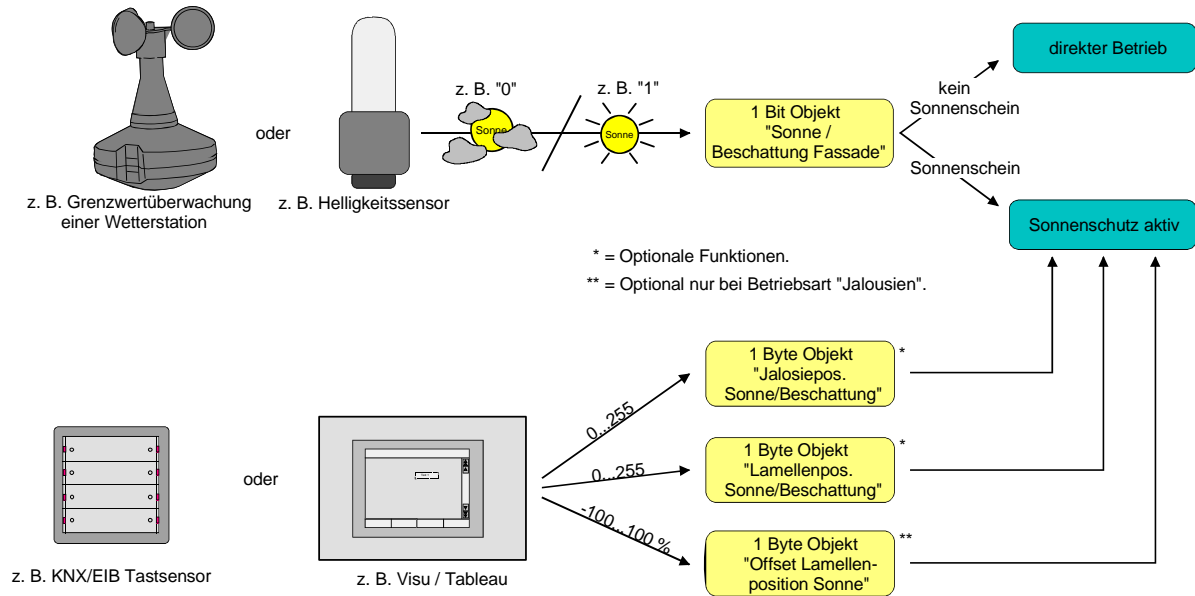 z. B. "0"
z. B. "1"
direkter Betrieb
kein
Sonnenschein
oder
Sonne
Sonne
1 Bit Objekt
"Sonne /
Beschattung Fassade"
Sonnenschein
z. B. Grenzwertüberwachung
einer Wetterstation
z. B. Helligkeitssensor
Sonnenschutz aktiv
* = Optionale Funktionen.
** = Optional nur bei Betriebsart "Jalousien".
1 Byte Objekt
"Jalosiepos.
Sonne/Beschattung"
*
0...255
oder
0...255
1 Byte Objekt
"Lamellenpos.
Sonne/Beschattung"
*
-100...100 %
1 Byte Objekt
"Offset Lamellen-
position Sonne"
**
z. B. KNX/EIB Tastsensor
z. B. Visu / Tableau